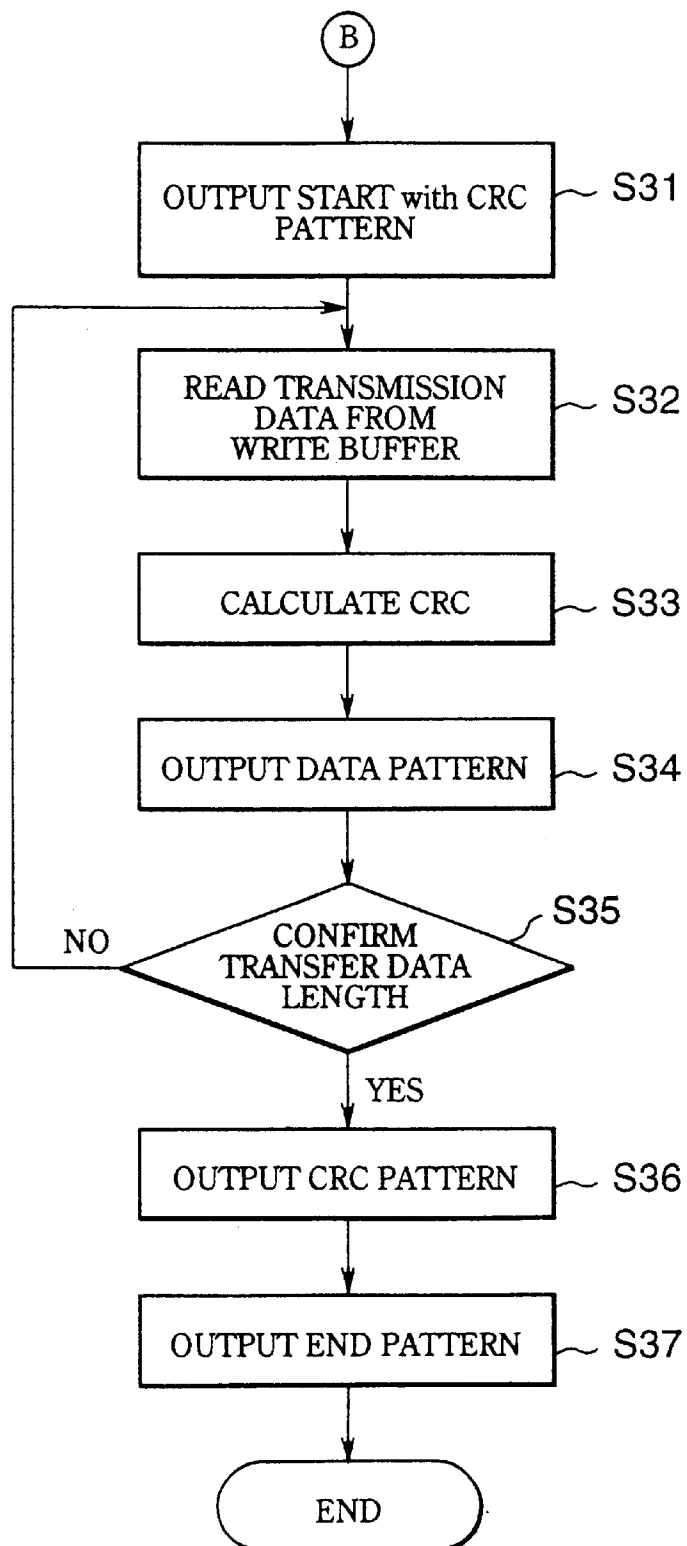 B
OUTPUT START with CRC
PATTERN
S31
READ TRANSMISSION
DATA FROM
WRITE BUFFER
S32
CALCULATE CRC
S33
OUTPUT DATA PATTERN
S34
S35
NO
CONFIRM
TRANSFER DATA
LENGTH
YES
OUTPUT CRC PATTERN
S36
OUTPUT END PATTERN
S37
END